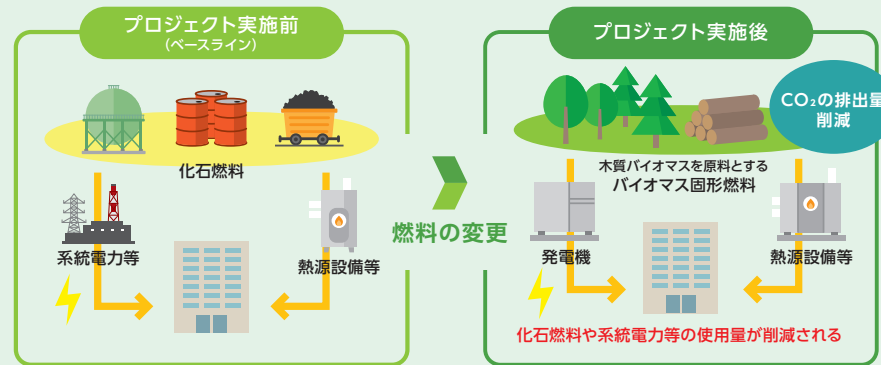 プロジェクト実施前
(ベースライン)
化石燃料
系統電力等
熱源設備等
燃料の変更
プロジェクト実施後
CO₂の排出量
削減
木質バイオマスを原料とする
バイオマス固形燃料
発電機
熱源設備等
化石燃料や系統電力等の使用量が削減される